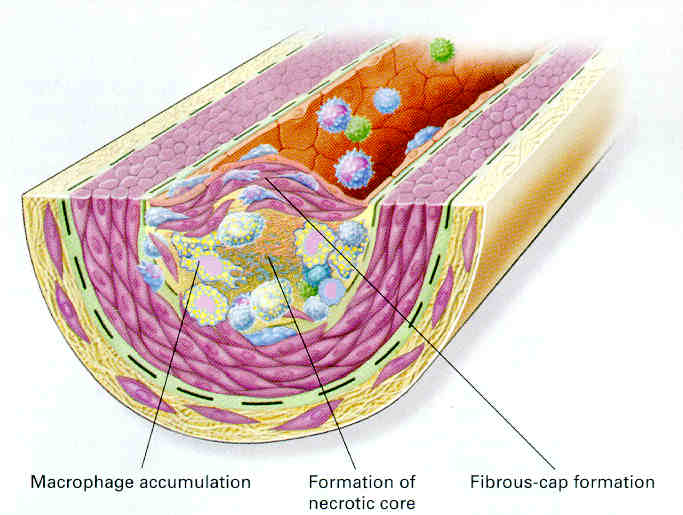 Macrophage accumulation
Formation of
necrotic core
Fibrous-cap formation